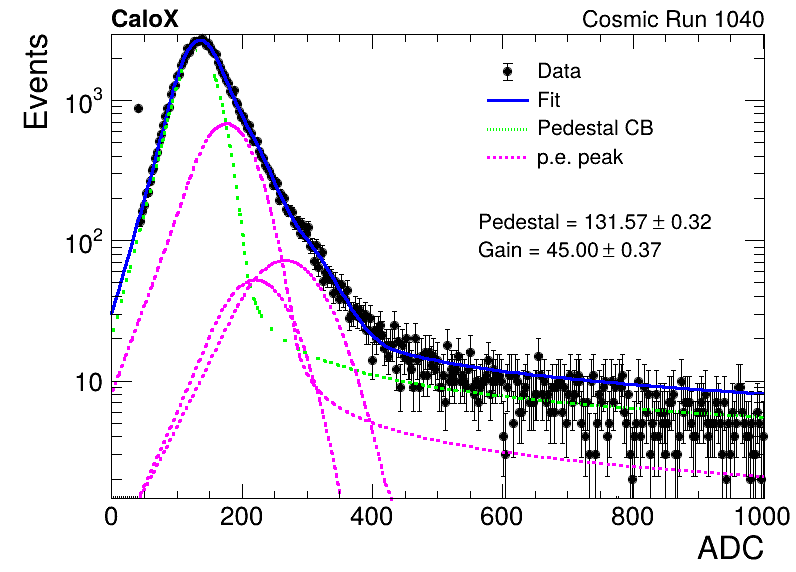 CaloX Cosmic Run 1040
Events
Data
Fit
Pedestal CB
p.e. peak
Pedestal = 131.57 ± 0.32
Gain = 45.00 ± 0.37
10³
10²
10
0 200 400 600 800 1000
ADC